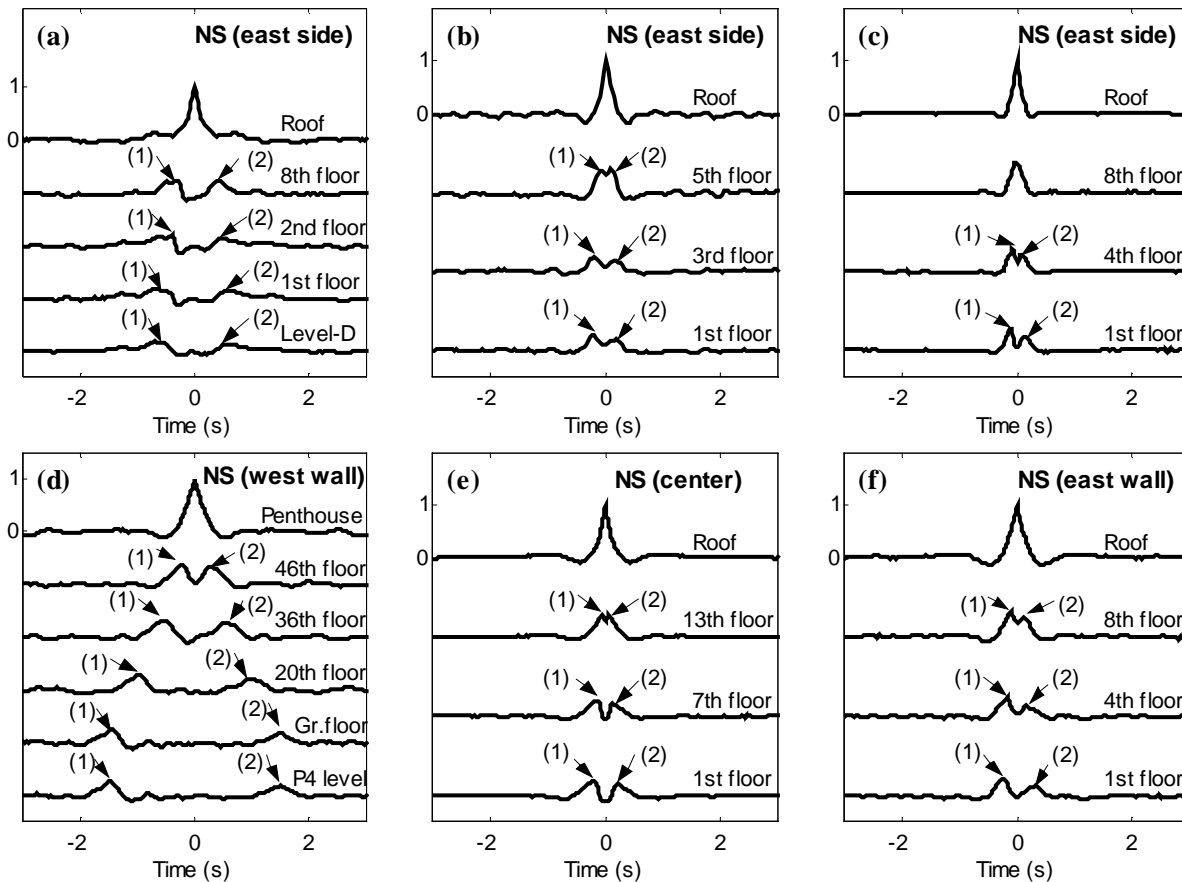 (a) NS (east side)
1
0
Roof
(1) (2)
8th floor
(1) (2)
2nd floor
(1) (2)
1st floor
(1) (2)
Level-D
-2 0 2
Time (s)
(b) NS (east side)
1
0
Roof
(1) (2)
5th floor
(1) (2)
3rd floor
(1) (2)
1st floor
-2 0 2
Time (s)
(c) NS (east side)
1
0
Roof
8th floor
(1) (2)
4th floor
(1) (2)
1st floor
-2 0 2
Time (s)
(d) NS (west wall)
1
0
Penthouse
(1) (2)
46th floor
(1) (2)
36th floor
(1) (2)
20th floor
(1) (2)
Gr.floor
(1) (2)
P4 level
-2 0 2
Time (s)
(e) NS (center)
1
0
Roof
(1) (2)
13th floor
(1) (2)
7th floor
(1) (2)
1st floor
-2 0 2
Time (s)
(f) NS (east wall)
1
0
Roof
(1) (2)
8th floor
(1) (2)
4th floor
(1) (2)
1st floor
-2 0 2
Time (s)